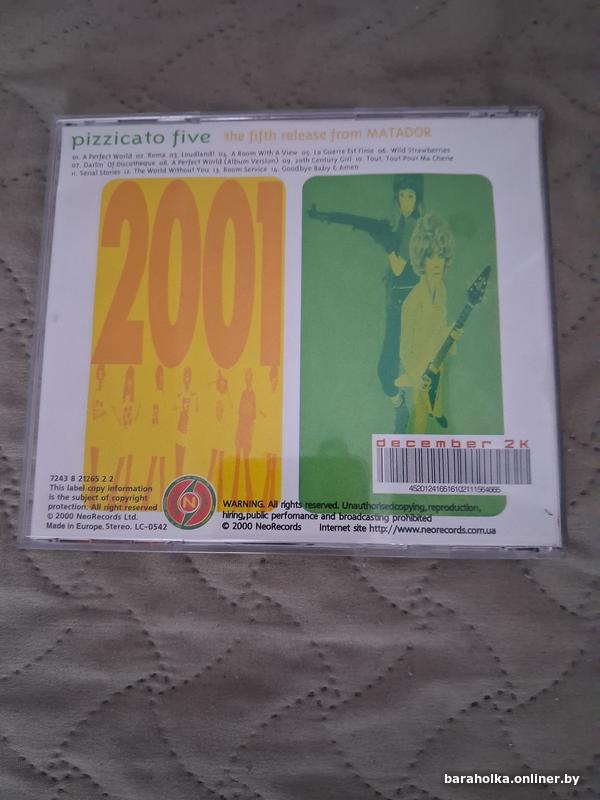 pizzicato five the fifth release from MATADOR
01. A Perfect World 02. Roma 03. Loudland! 04. A Room With A View 05. La Guerre Est Finie 06. Wild Strawberries
07. Darlin' Of Discotheque 08. A Perfect World (Album Version) 09. 20th Century Girl 10. Tout, Tout Pour Ma Cherie
11. Serial Stories 12. The World Without You 13. Room Service 14. Goodbye Baby & Amen
2001
december 2K
4520124165161021115646​65
7243 8 21265 2 2
This label copy information
is the subject of copyright
protection. All right reserved
© 2000 NeoRecords Ltd.
Made in Europe. Stereo. LC-0542
N
WARNING. All rights reserved. Unauthorisedcopying,reproduction,
hiring,public perfomance and broadcasting prohibited
© 2000 NeoRecords Internet site http://www.neorecords.com.ua
baraholka.onliner.by